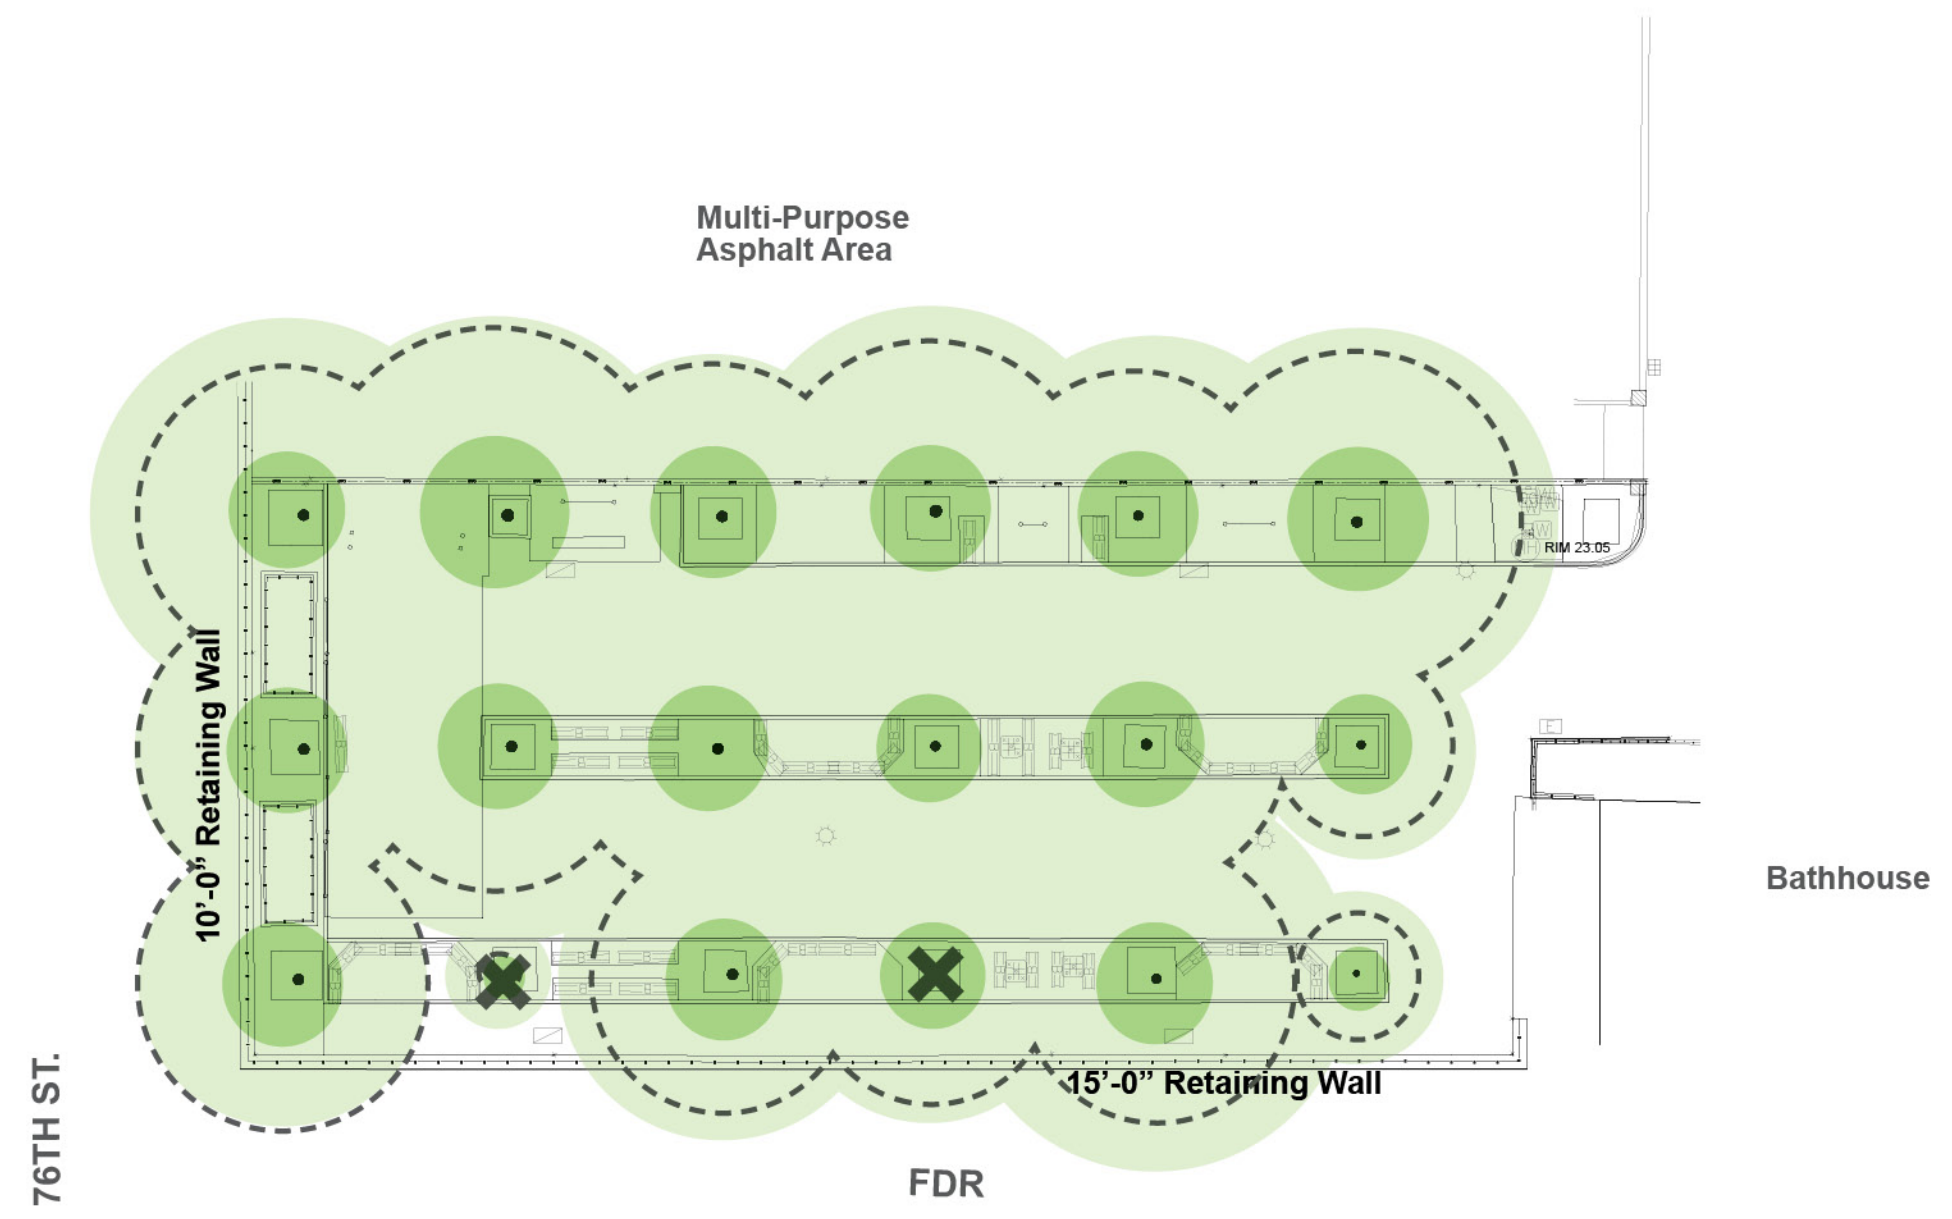 Multi-Purpose
Asphalt Area
RIM 23.05
10’-0” Retaining Wall
E
Bathhouse
15’-0” Retaining Wall
76TH ST.
FDR